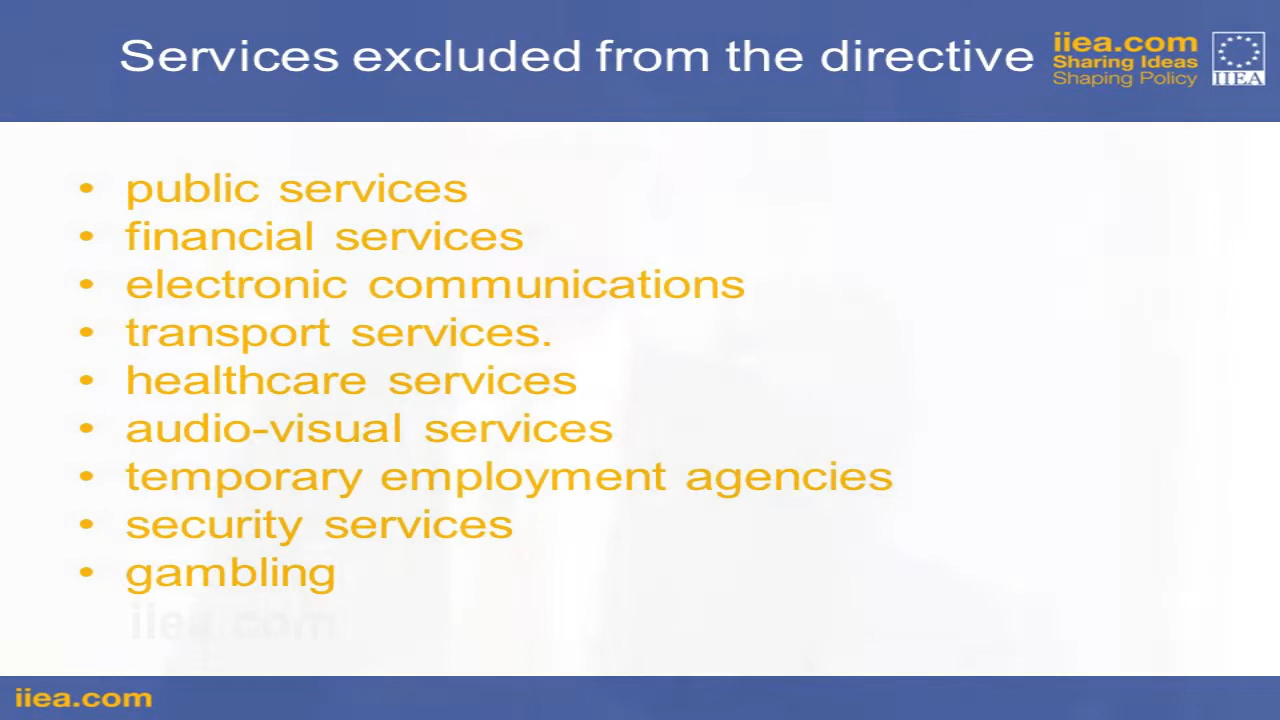 Services excluded from the directive
iiea.com
Sharing Ideas
Shaping Policy
IIEA
• public services
• financial services
• electronic communications
• transport services.
• healthcare services
• audio-visual services
• temporary employment agencies
• security services
• gambling
iiea.com
iiea.com